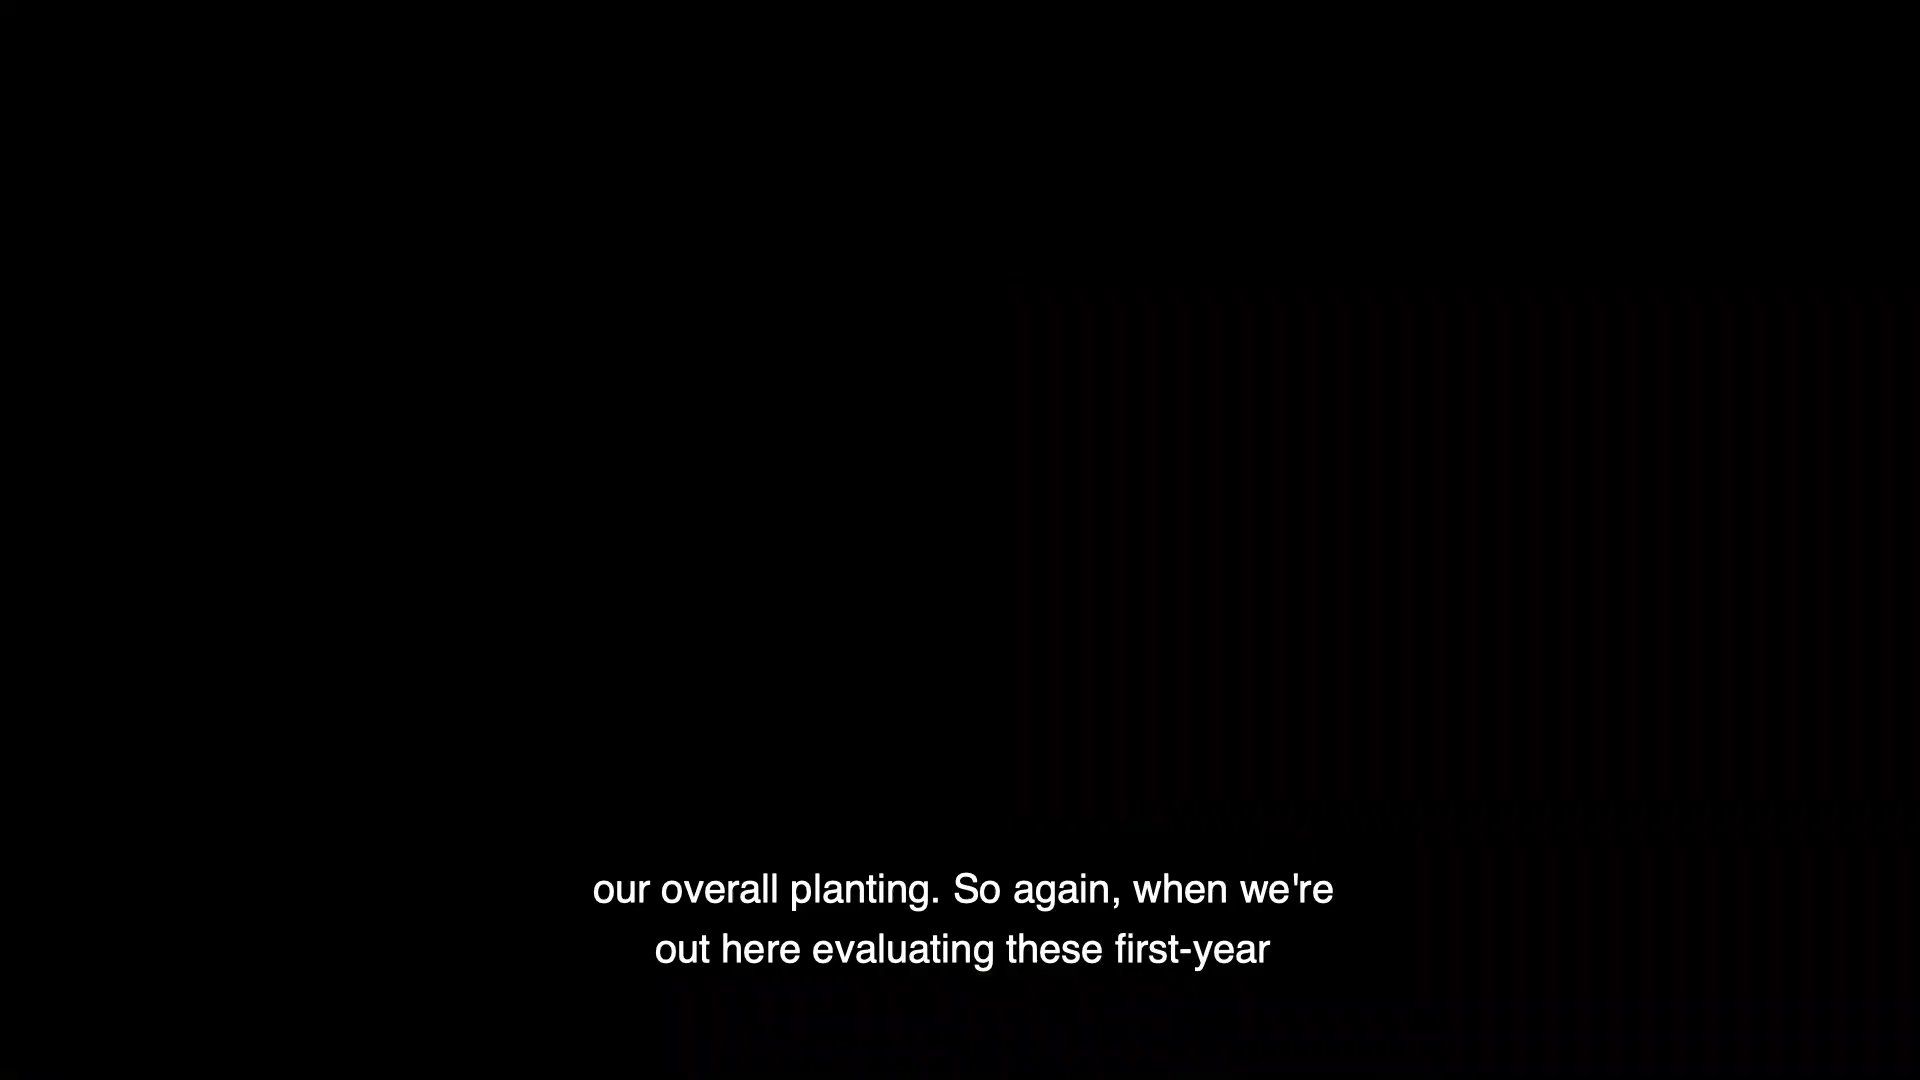 our overall planting. So again, when we're
out here evaluating these first-year